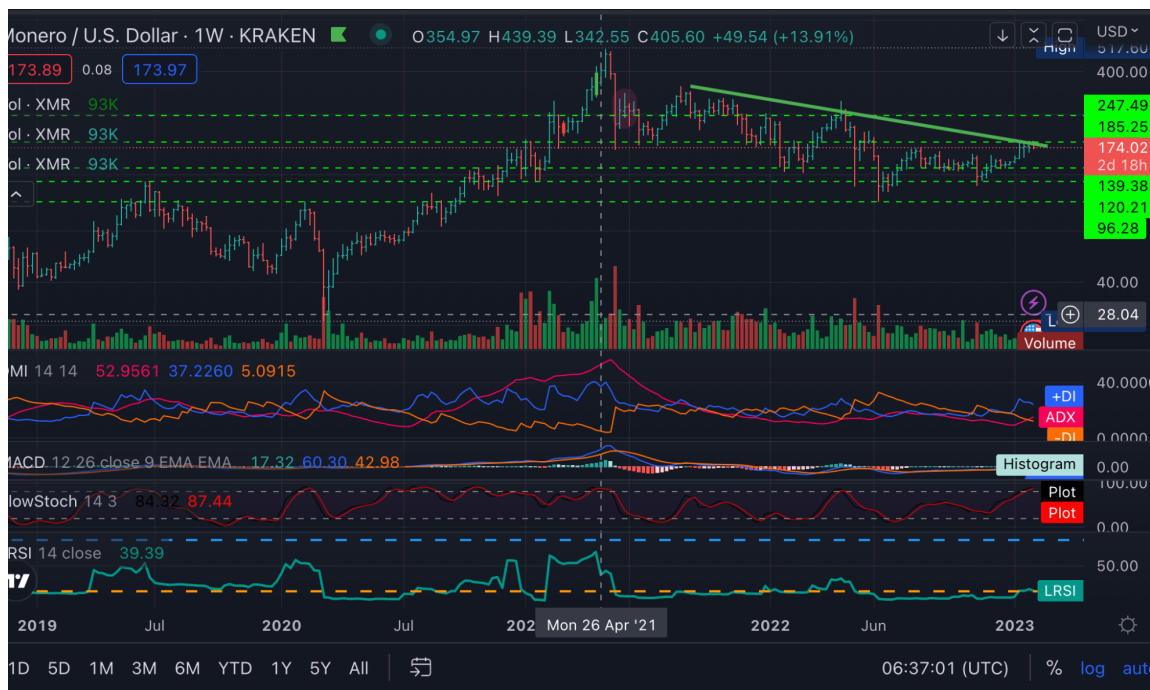 Monero / U.S. Dollar · 1W · KRAKEN O354.97 H439.39 L342.55 C405.60 +49.54 (+13.91%) USD
High 517.60
173.89 0.08 173.97
400.00
ol · XMR 93K
247.49
ol · XMR 93K
185.25
174.02
ol · XMR 93K
2d 18h
139.38
120.21
96.28
40.00
L 28.04
Volume
DMI 14 14 52.9561 37.2260 5.0915
40.0000
+DI
ADX
-DI 0.0000
MACD 12 26 close 9 EMA EMA 17.32 60.30 42.98
Histogram 0.00
100.00
lowStoch 14 3 84.32 87.44
Plot
Plot
0.00
RSI 14 close 39.39
50.00
LRSI
2019 Jul 2020 Jul 202 Mon 26 Apr '21 2022 Jun 2023
1D 5D 1M 3M 6M YTD 1Y 5Y All 06:37:01 (UTC) % log auto